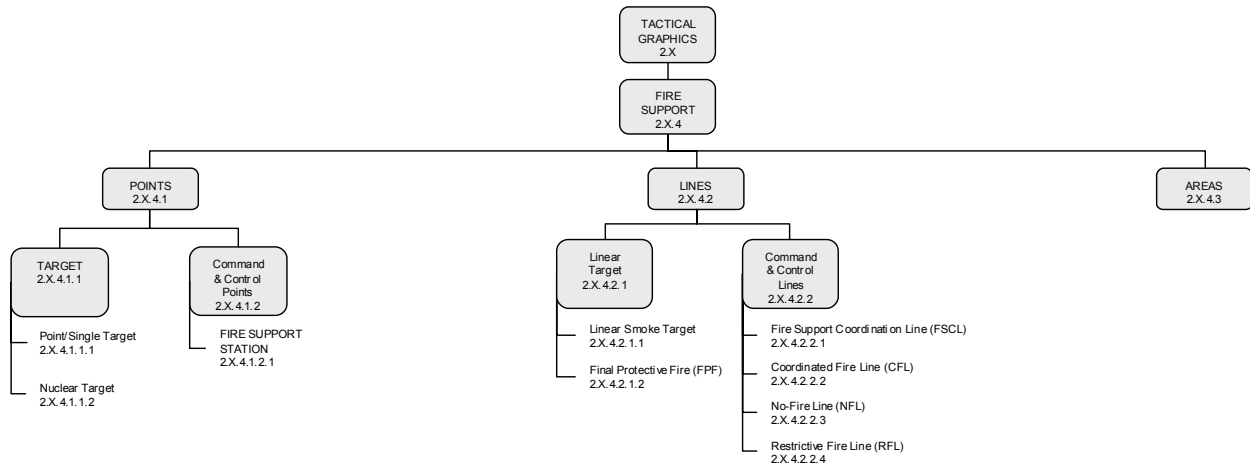 TACTICAL
GRAPHICS
2.X
FIRE
SUPPORT
2.X.4
POINTS
2.X.4.1
LINES
2.X.4.2
AREAS
2.X.4.3
TARGET
2.X.4.1.1
Command
& Control
Points
2.X.4.1.2
Linear
Target
2.X.4.2.1
Command
& Control
Lines
2.X.4.2.2
Point/Single Target
2.X.4.1.1.1
Nuclear Target
2.X.4.1.1.2
FIRE SUPPORT
STATION
2.X.4.1.2.1
Linear Smoke Target
2.X.4.2.1.1
Final Protective Fire (FPF)
2.X.4.2.1.2
Fire Support Coordination Line (FSCL)
2.X.4.2.2.1
Coordinated Fire Line (CFL)
2.X.4.2.2.2
No-Fire Line (NFL)
2.X.4.2.2.3
Restrictive Fire Line (RFL)
2.X.4.2.2.4